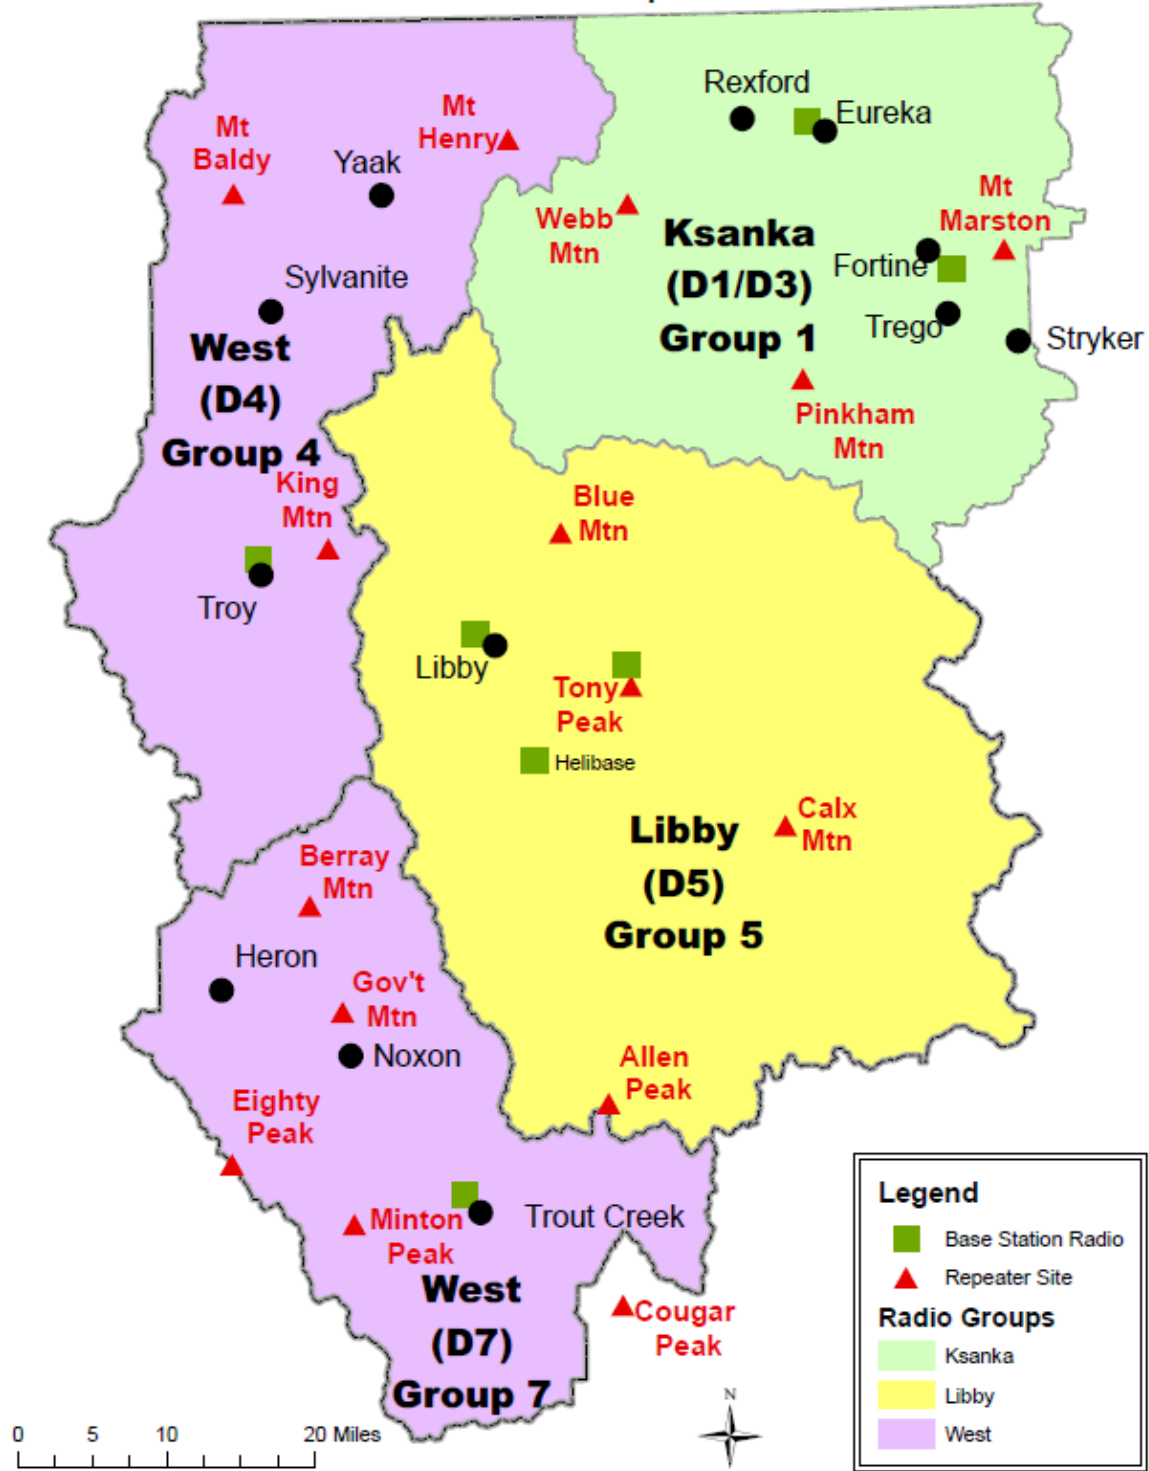 Rexford
Eureka
Mt
Henry
Mt
Baldy
Yaak
Mt
Marston
Webb
Mtn
Ksanka
(D1/D3)
Group 1
Fortine
Sylvanite
Trego
Stryker
West
(D4)
Group 4
Pinkham
Mtn
King
Mtn
Blue
Mtn
Troy
Libby
Tony
Peak
Helibase
Calx
Mtn
Libby
(D5)
Group 5
Berray
Mtn
Heron
Gov't
Mtn
Noxon
Allen
Peak
Eighty
Peak
Minton
Peak
Trout Creek
West
(D7)
Group 7
Cougar
Peak
Legend
Base Station Radio
Repeater Site
Radio Groups
Ksanka
Libby
West
N
0 5 10 20 Miles